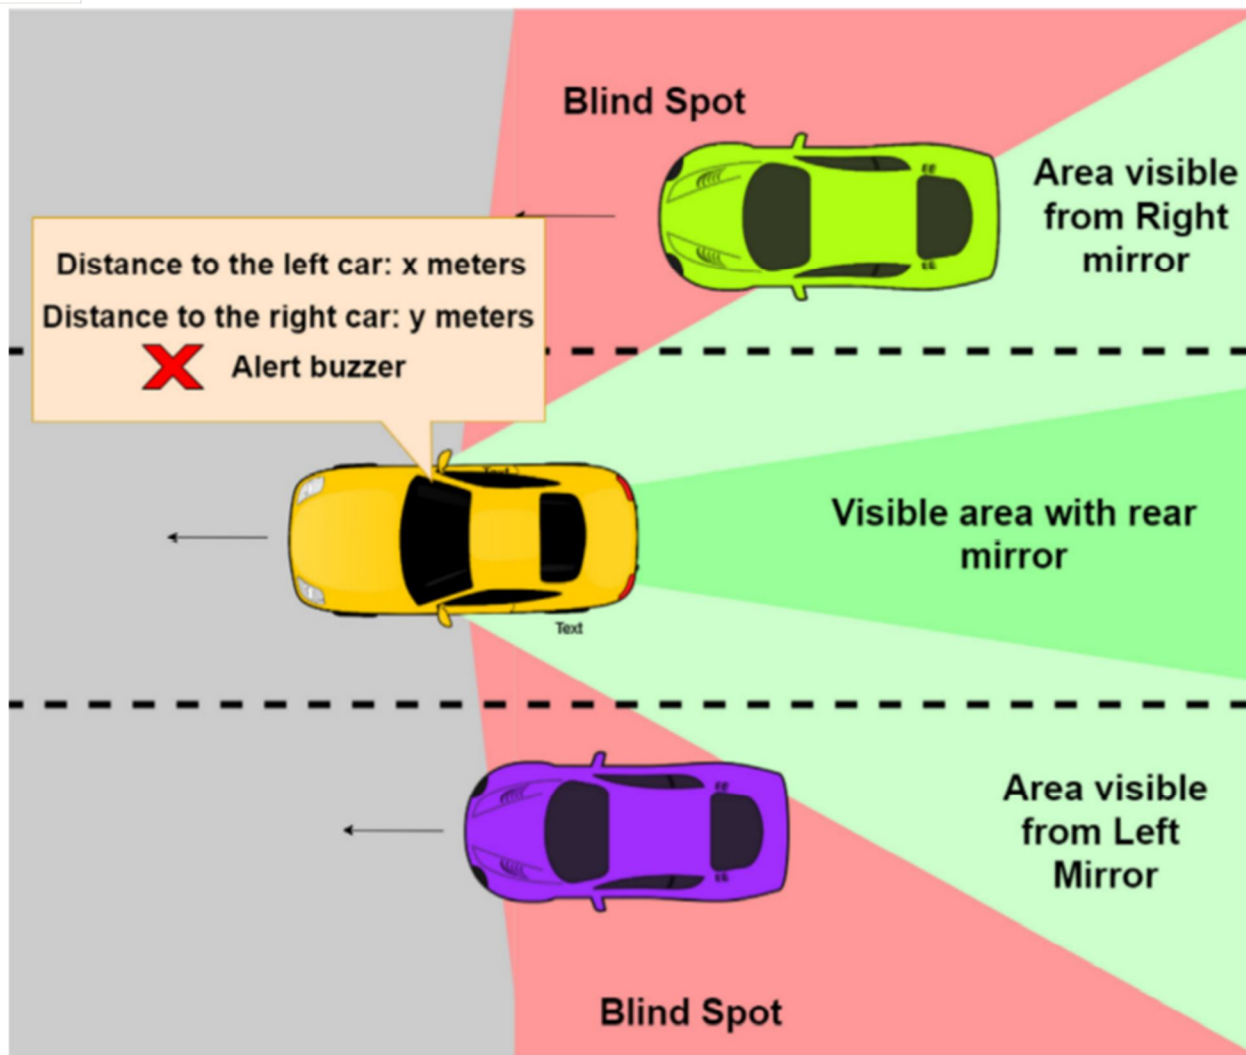 Blind Spot
Area visible
from Right
mirror
Distance to the left car: x meters
Distance to the right car: y meters
Alert buzzer
Text
Visible area with rear
mirror
Text
Area visible
from Left
Mirror
Blind Spot